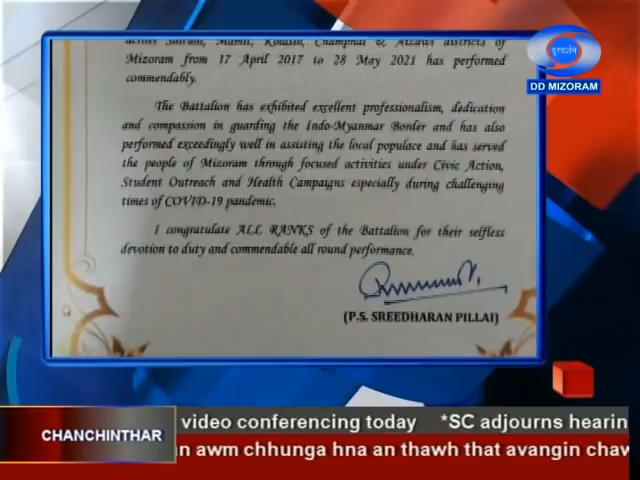 across Saitual, Mamit, Kolasib, Champhai & Aizawl districts of
Mizoram from 17 April 2017 to 28 May 2021 has performed
commendably.
The Battalion has exhibited excellent professionalism, dedication
and compassion in guarding the Indo-Myanmar Border and has also
performed exceedingly well in assisting the local populace and has served
the people of Mizoram through focused activities under Civic Action,
Student Outreach and Health Campaigns especially during challenging
times of COVID-19 pandemic.
I congratulate ALL RANKS of the Battalion for their selfless
devotion to duty and commendable all round performance.
(P.S. SREEDHARAN PILLAI)
दूरदर्शन
DD MIZORAM
CHANCHINTHAR
video conferencing today *SC adjourns hearin
an awm chhunga hna an thawh that avangin chav